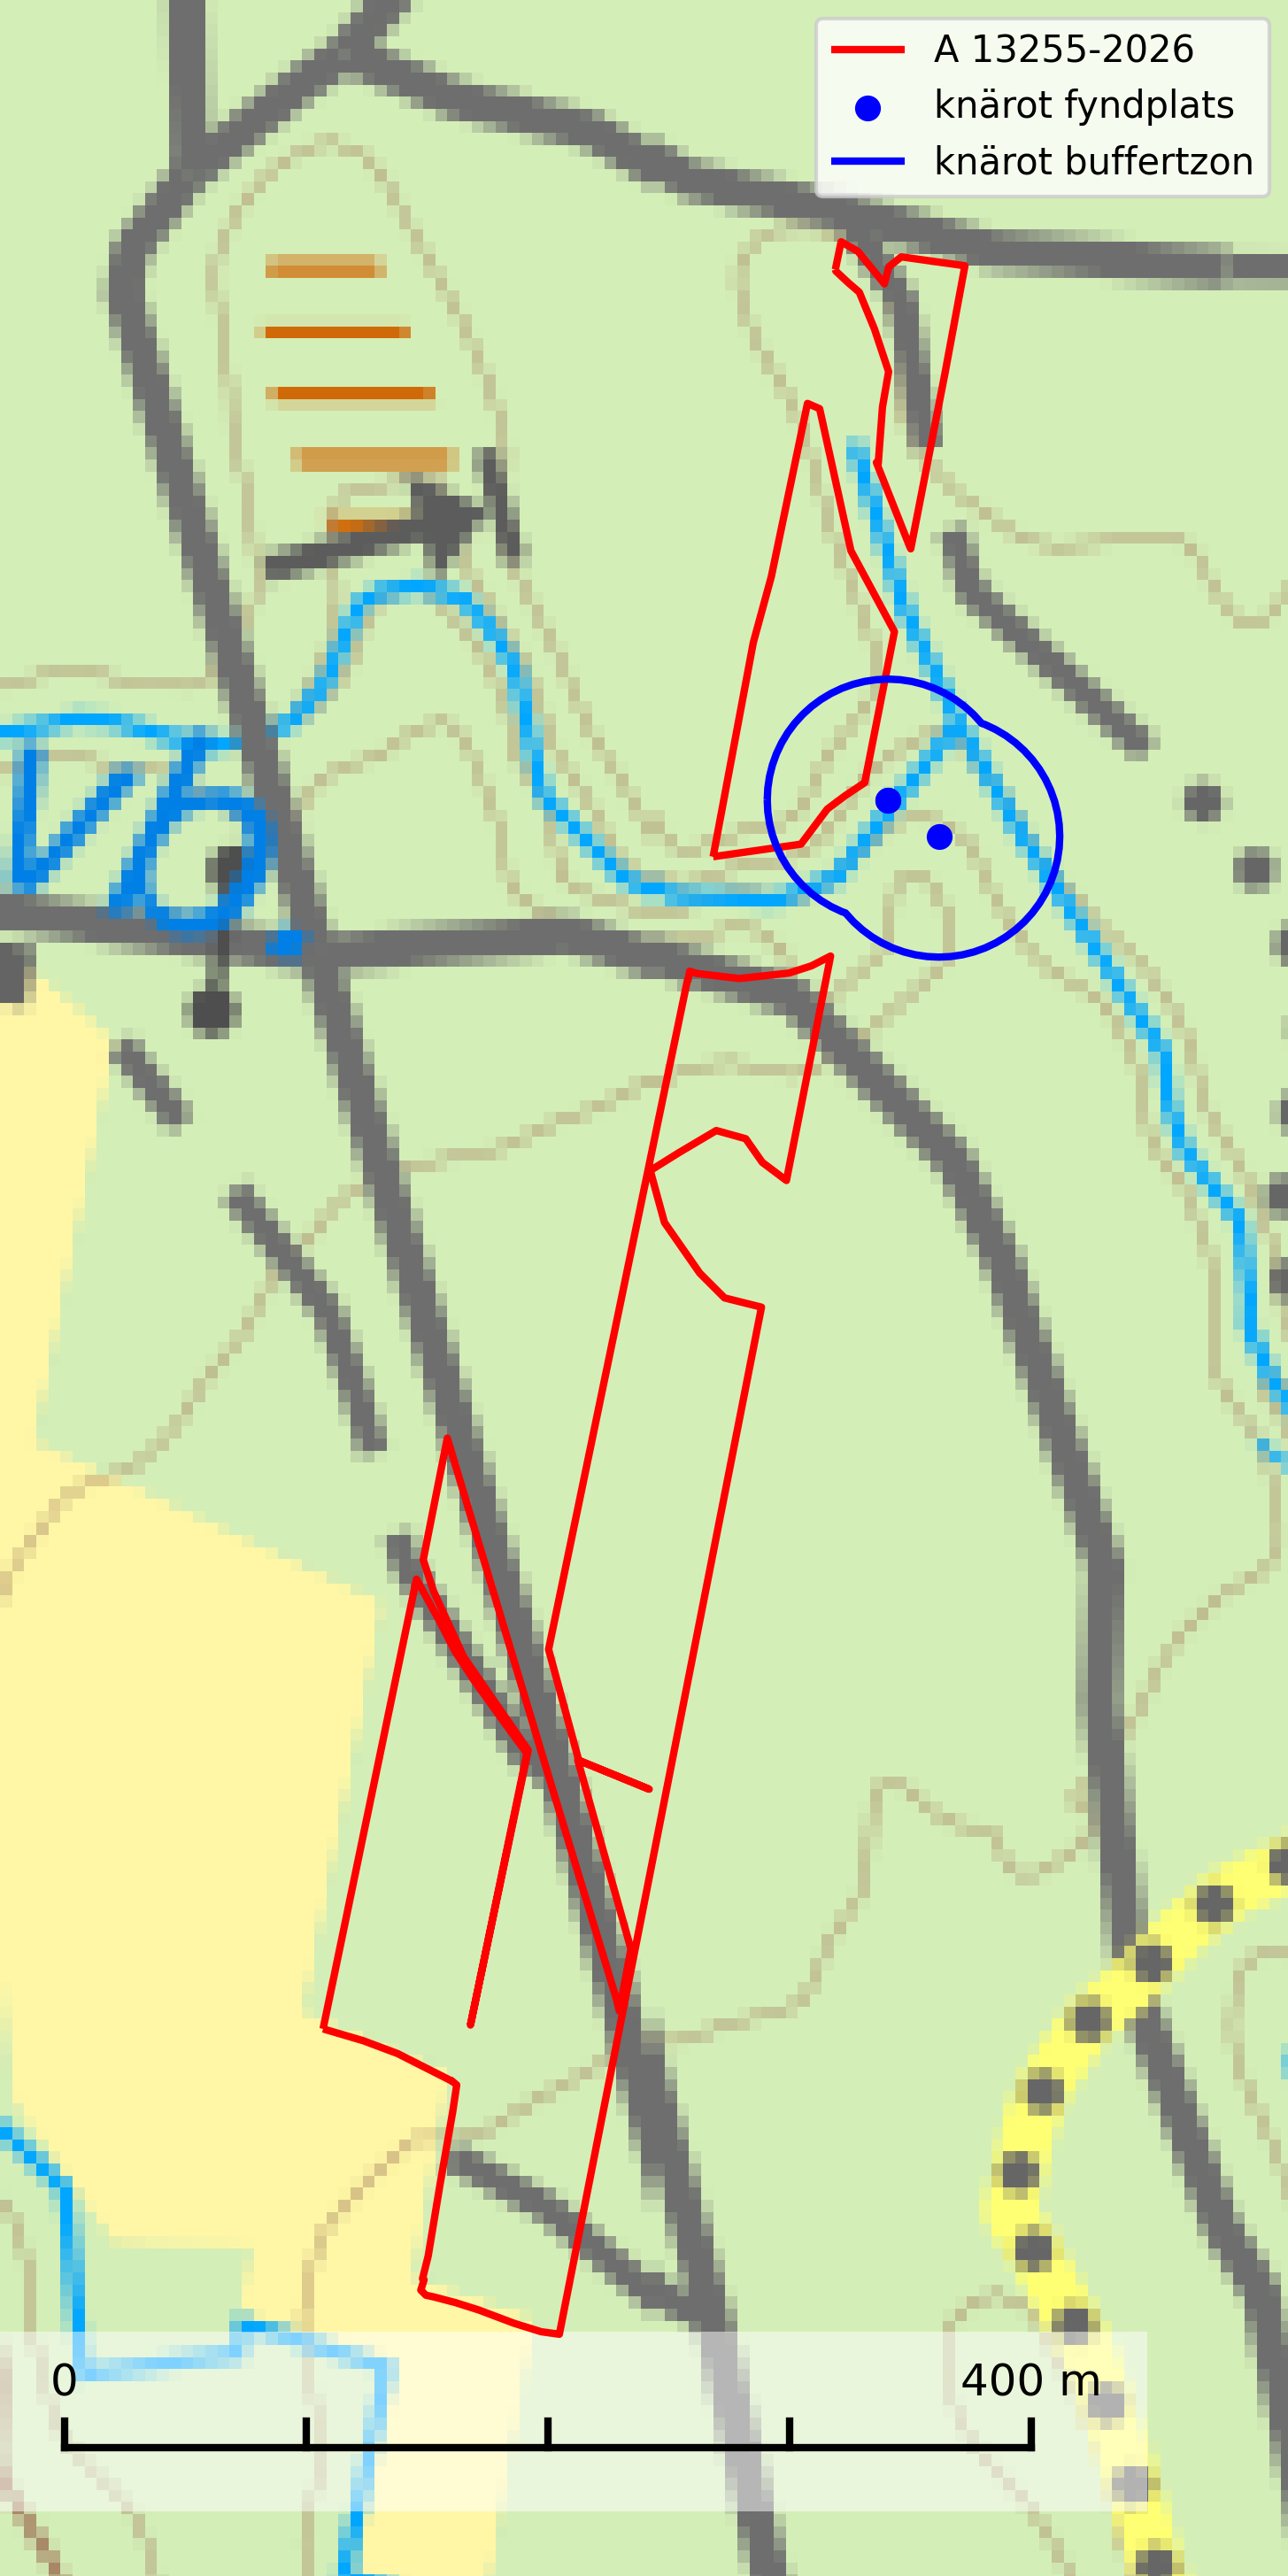 A 13255-2026
knärot fyndplats
knärot buffertzon
0
400 m